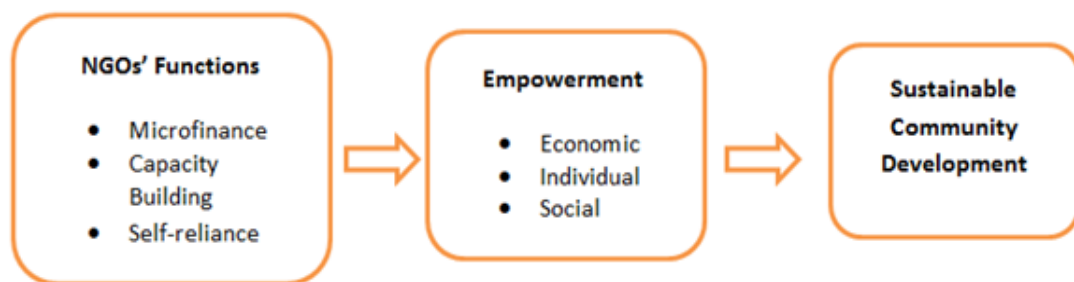 NGOs' Functions
● Microfinance
● Capacity
Building
● Self-reliance
Empowerment
● Economic
● Individual
● Social
Sustainable
Community
Development